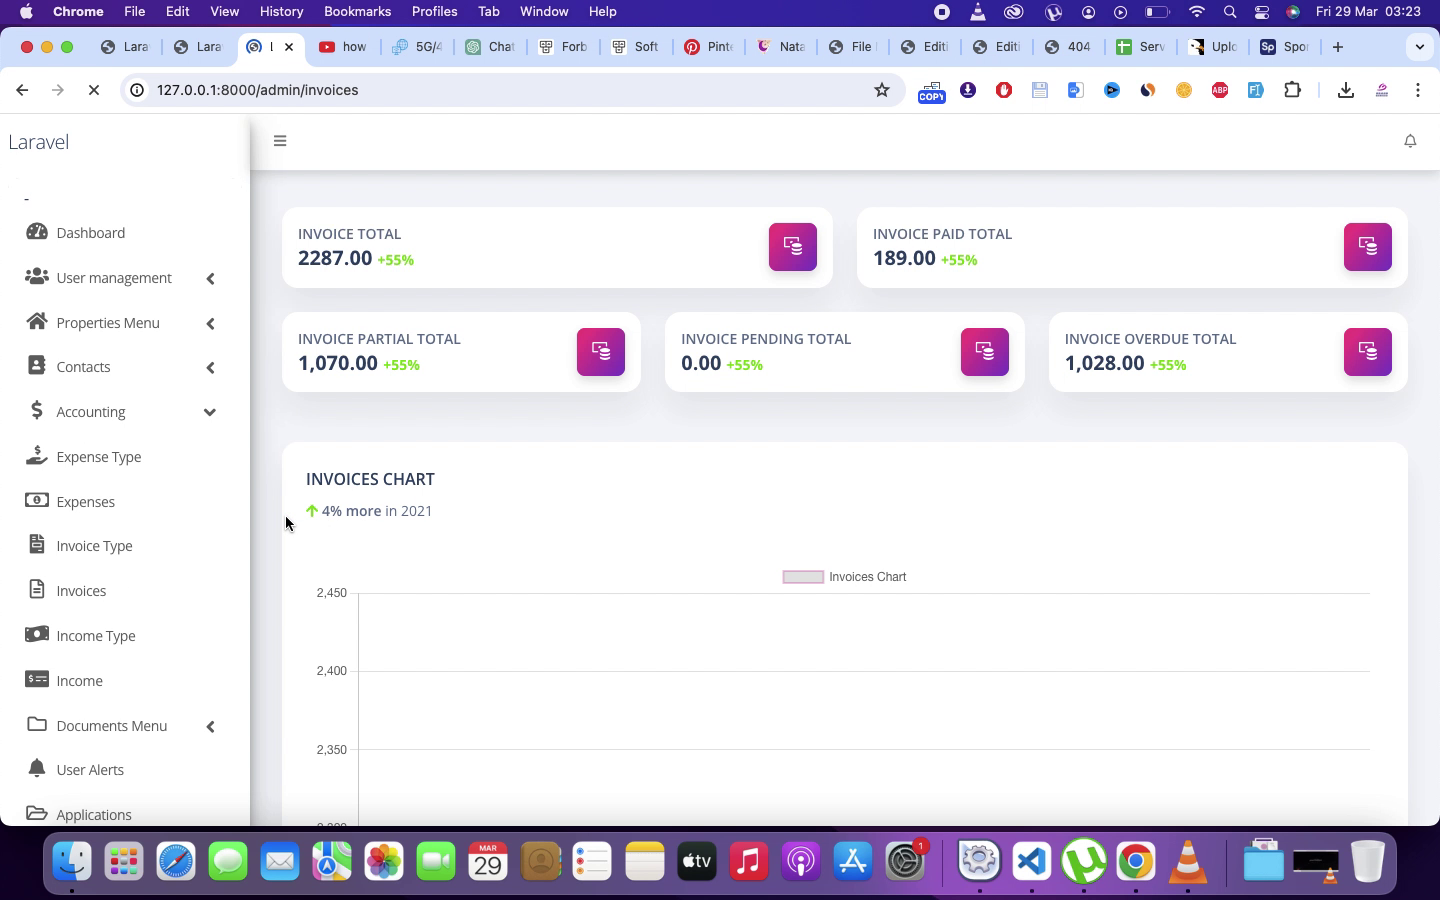 Chrome File Edit View History Bookmarks Profiles Tab Window Help Fri 29 Mar 03:23
Lara Lara how 5G/4 Chat Forb Soft Pinte Nata File Editi Editi 404 Serv Uplo Sp Spor
127.0.0.1:8000/admin/invoices COPY ABP
Laravel
-
Dashboard
User management
Properties Menu
Contacts
Accounting
Expense Type
Expenses
Invoice Type
Invoices
Income Type
Income
Documents Menu
User Alerts
Applications
INVOICE TOTAL
2287.00 +55%
INVOICE PAID TOTAL
189.00 +55%
INVOICE PARTIAL TOTAL
1,070.00 +55%
INVOICE PENDING TOTAL
0.00 +55%
INVOICE OVERDUE TOTAL
1,028.00 +55%
INVOICES CHART
4% more in 2021
Invoices Chart
2,450
2,400
2,350
MAR
29
tv
1